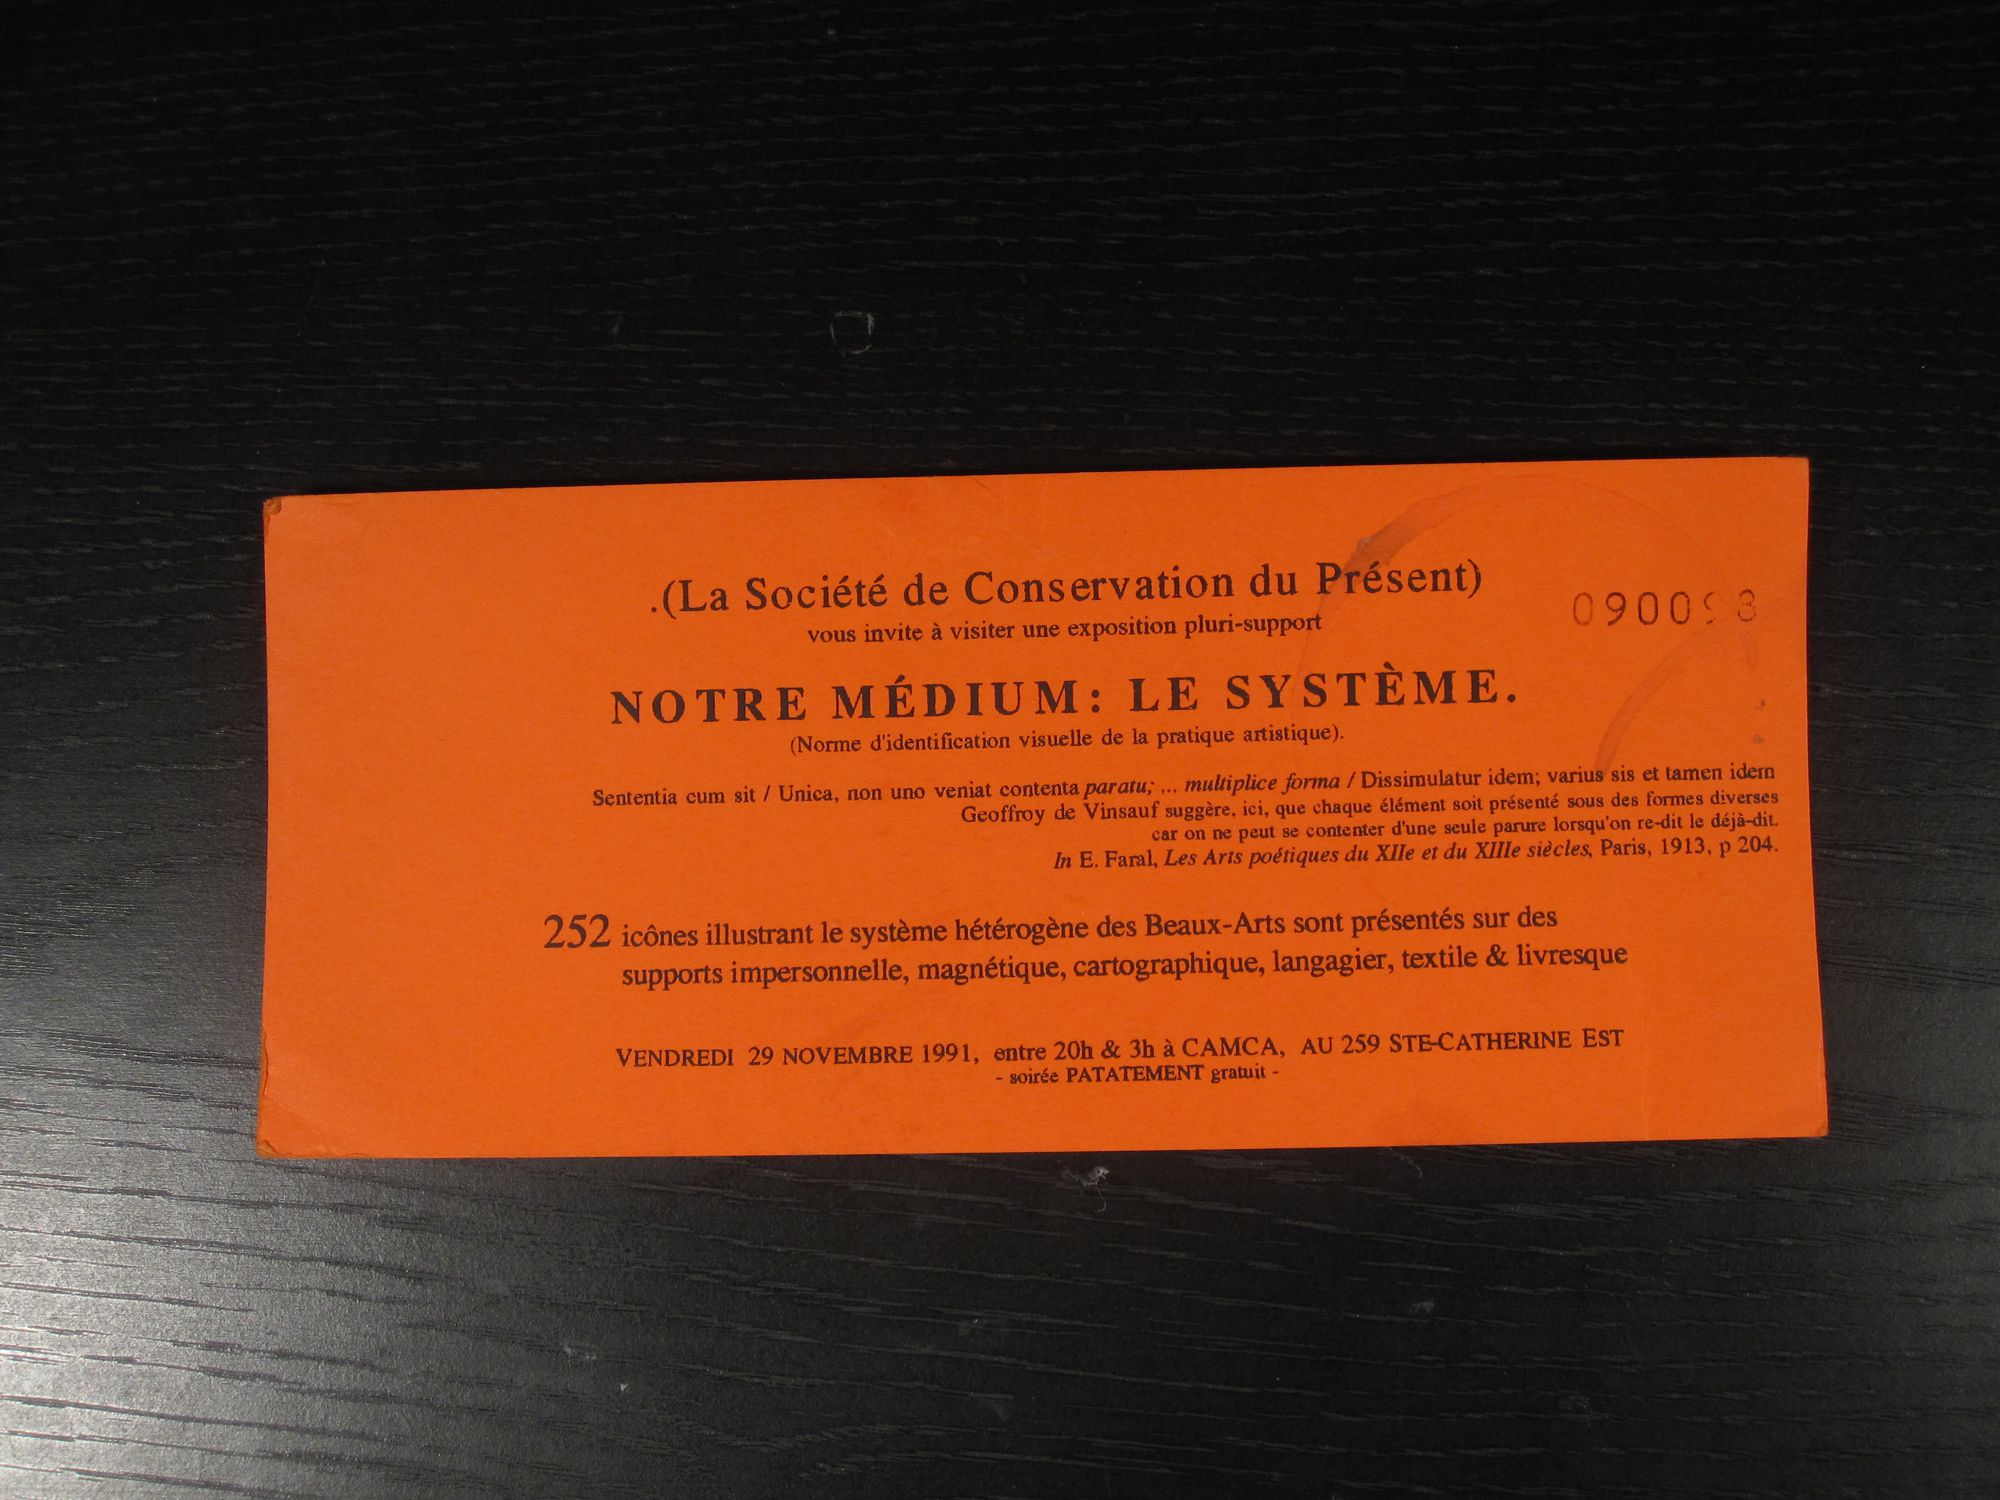 .(La Société de Conservation du Présent)
vous invite à visiter une exposition pluri-support
NOTRE MÉDIUM: LE SYSTÈME.
(Norme d'identification visuelle de la pratique artistique).
Sententia cum sit / Unica, non uno veniat contenta paratu; ... multiplice forma / Dissimulatur idem; varius sis et tamen idem
Geoffroy de Vinsauf suggère, ici, que chaque élément soit présenté sous des formes diverses
car on ne peut se contenter d'une seule parure lorsqu'on re-dit le déjà-dit.
In E. Faral, Les Arts poétiques du XIIe et du XIIIe siècles, Paris, 1913, p 204.
252 icônes illustrant le système hétérogène des Beaux-Arts sont présentés sur des
supports impersonnelle, magnétique, cartographique, langagier, textile & livresque
VENDREDI 29 NOVEMBRE 1991, entre 20h & 3h à CAMCA, AU 259 STE-CATHERINE EST
- soirée PATATEMENT gratuit -